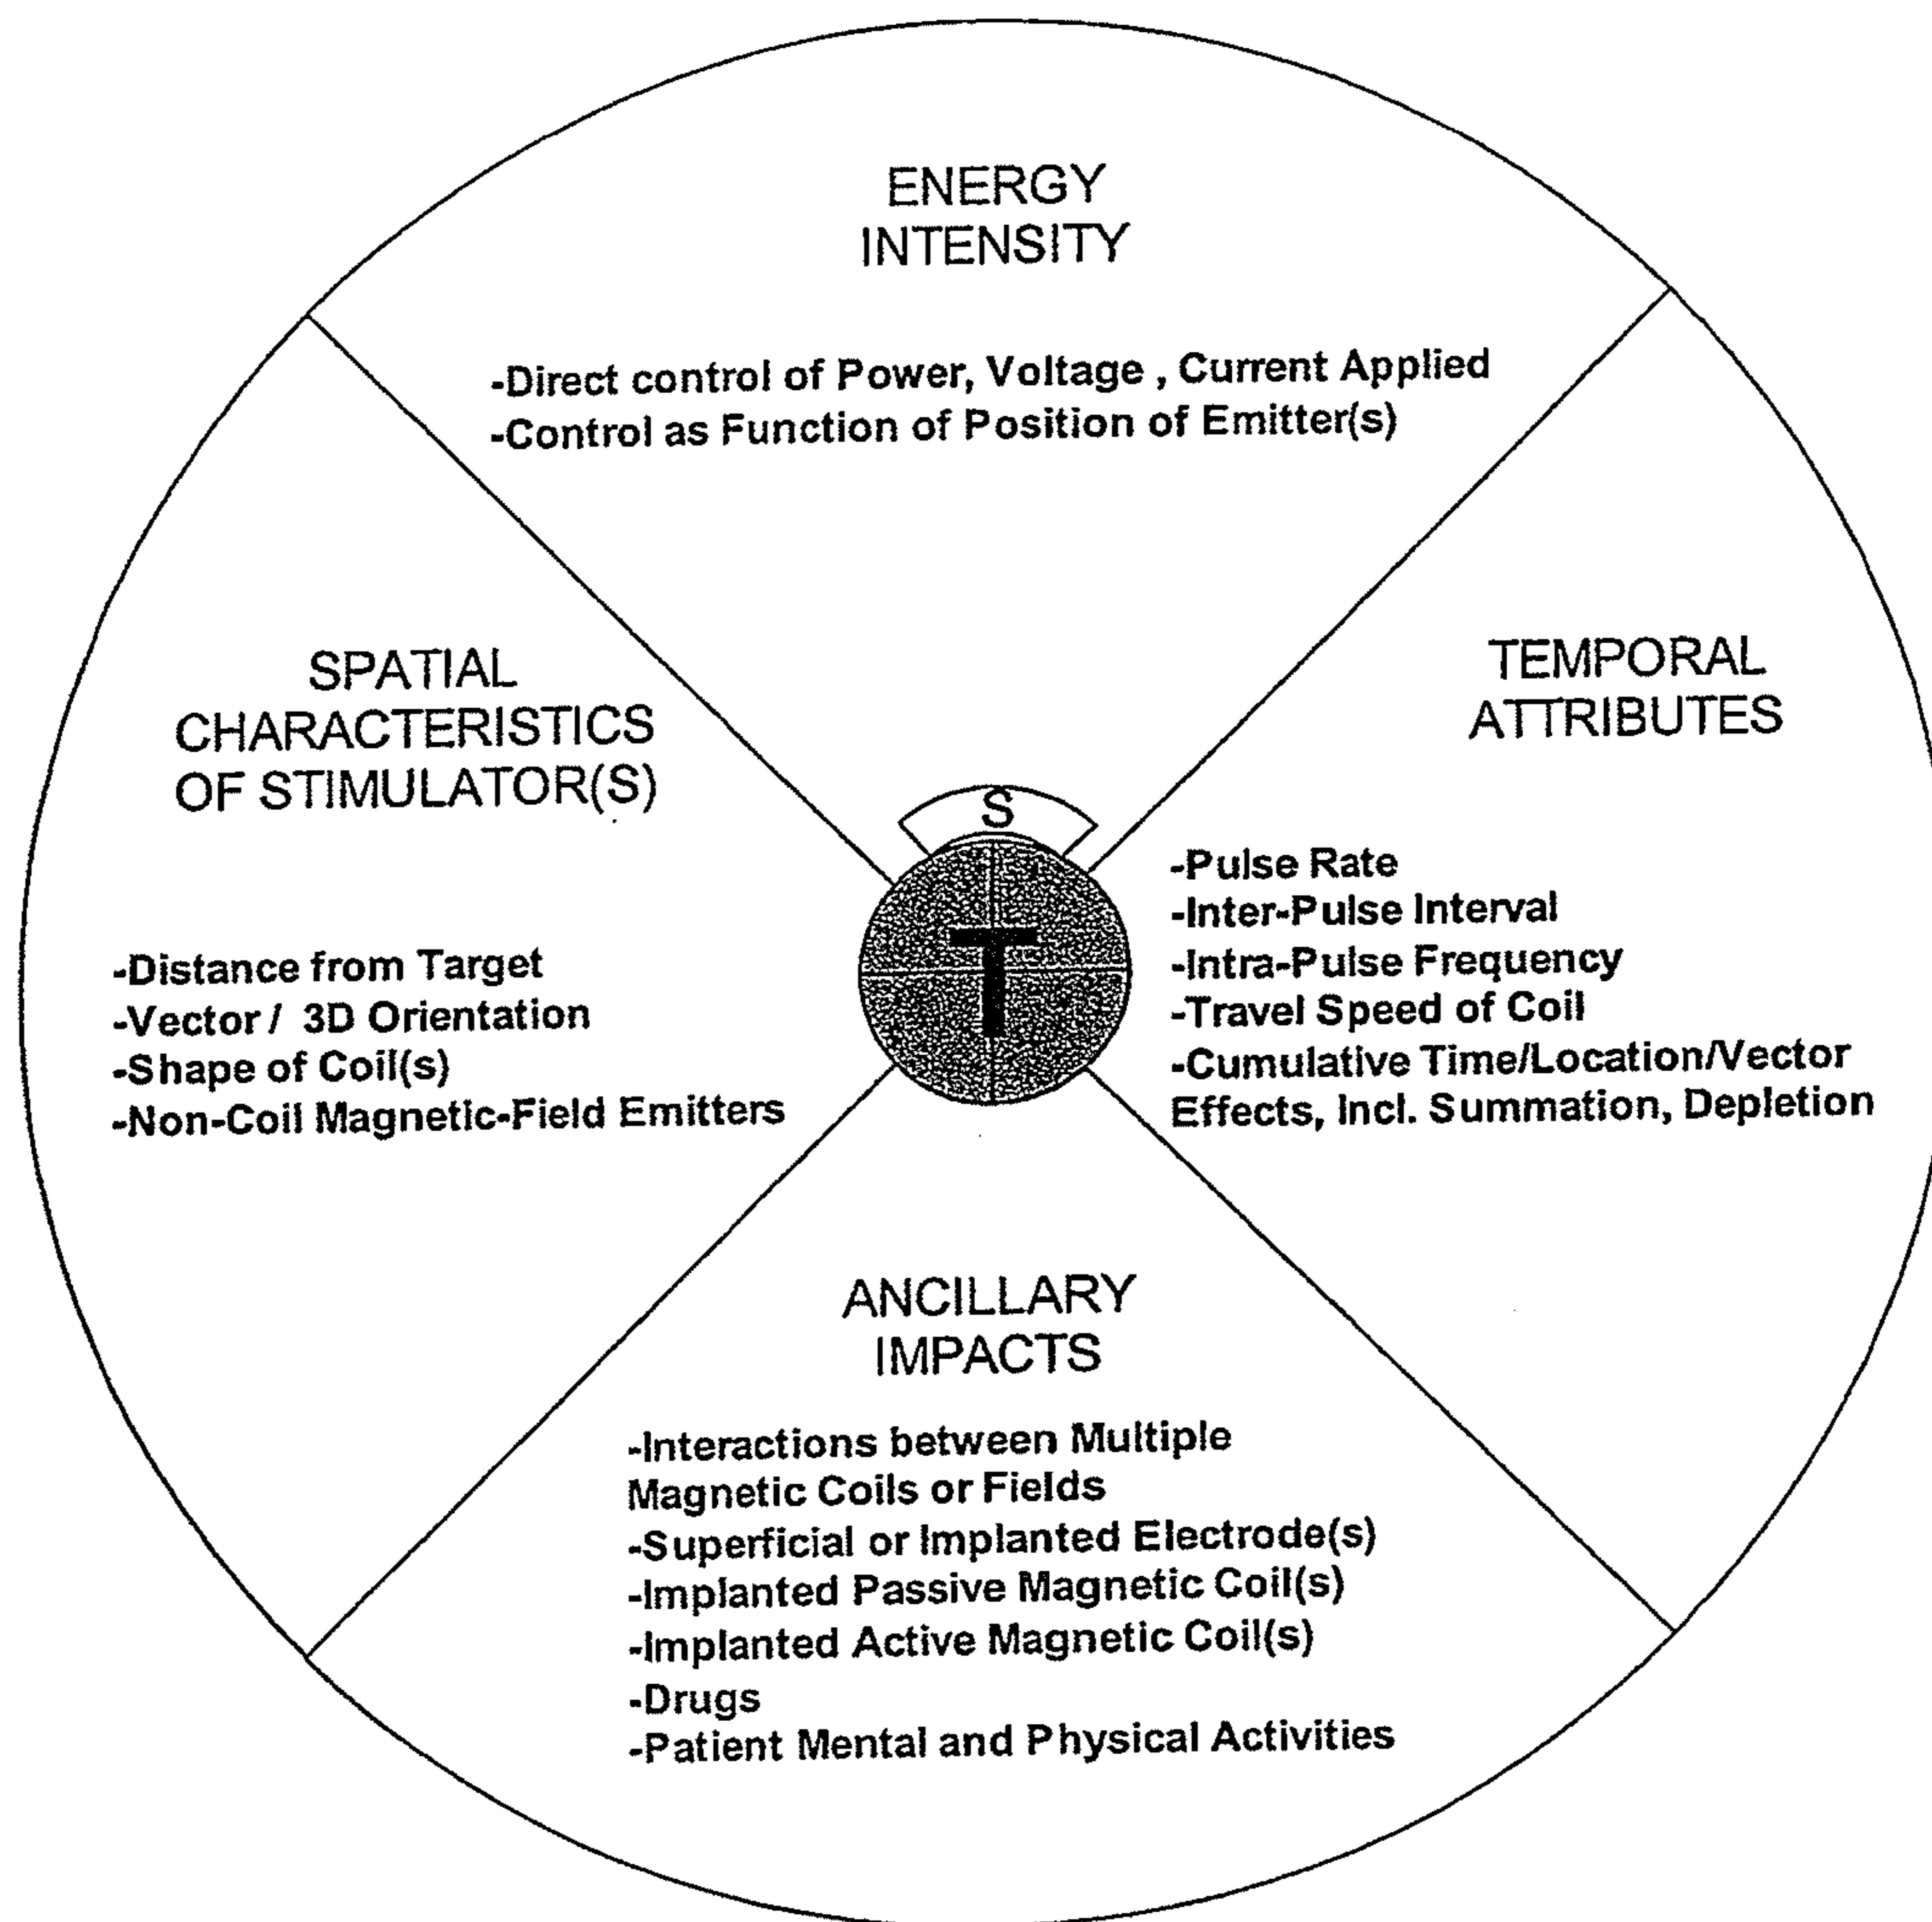 ENERGY
INTENSITY
-Direct control of Power, Voltage , Current Applied
-Control as Function of Position of Emitter(s)
SPATIAL
CHARACTERISTICS
OF STIMULATOR(S)
-Distance from Target
-Vector / 3D Orientation
-Shape of Coil(s)
-Non-Coil Magnetic-Field Emitters
S
T
TEMPORAL
ATTRIBUTES
-Pulse Rate
-Inter-Pulse Interval
-Intra-Pulse Frequency
-Travel Speed of Coil
-Cumulative Time/Location/Vector
Effects, Incl. Summation, Depletion
ANCILLARY
IMPACTS
-Interactions between Multiple
Magnetic Coils or Fields
-Superficial or Implanted Electrode(s)
-Implanted Passive Magnetic Coil(s)
-Implanted Active Magnetic Coil(s)
-Drugs
-Patient Mental and Physical Activities